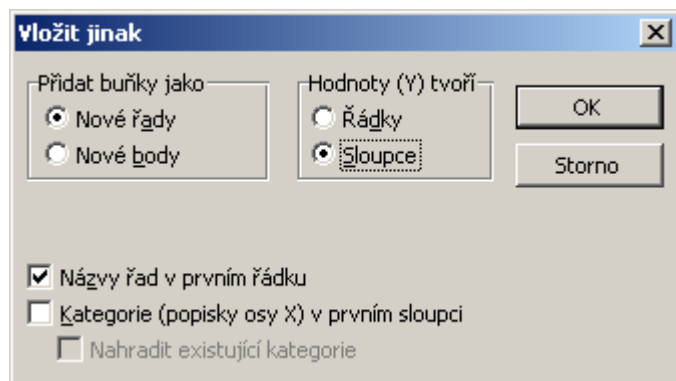 Vložit jinak
Přidat buňky jako
Nové řady
Nové body
Hodnoty (Y) tvoří
Řádky
Sloupce
OK
Storno
Názvy řad v prvním řádku
Kategorie (popisky osy X) v prvním sloupci
Nahradit existující kategorie